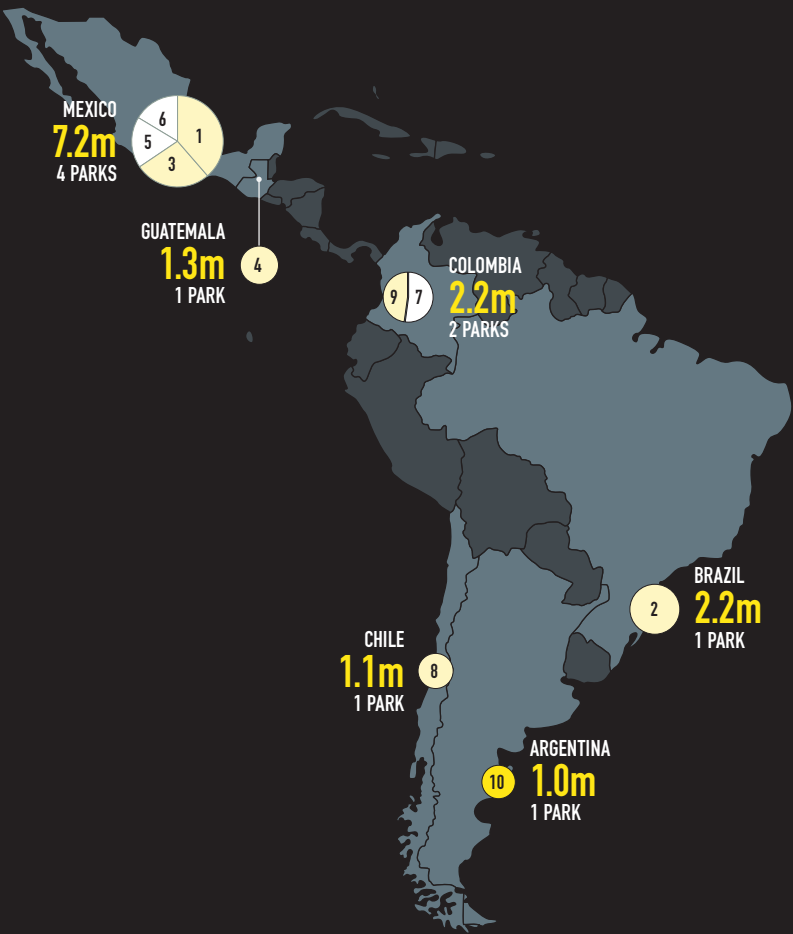 MEXICO
7.2m
4 PARKS
6
1
5
3
GUATEMALA
1.3m
1 PARK
4
COLOMBIA
2.2m
2 PARKS
9
7
BRAZIL
2.2m
1 PARK
2
CHILE
1.1m
1 PARK
8
ARGENTINA
1.0m
1 PARK
10